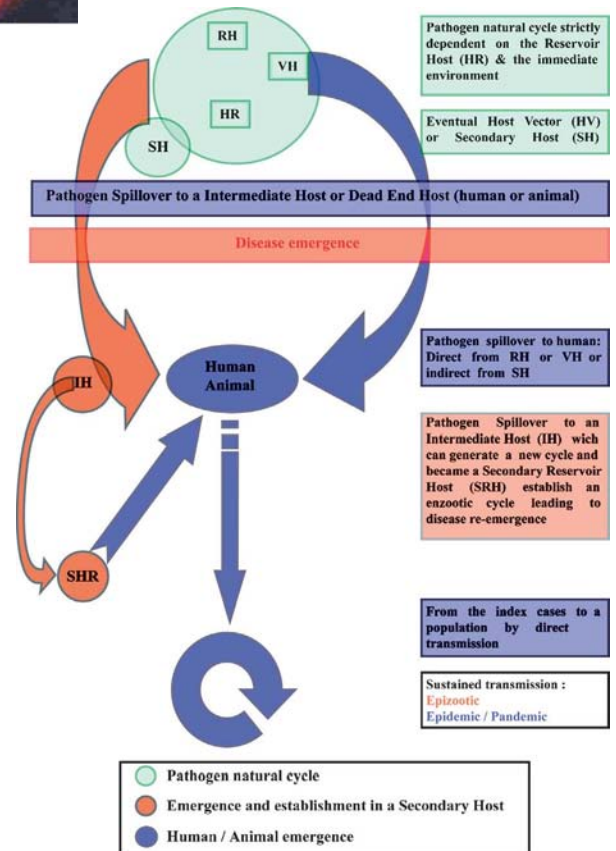 RH
VH
HR
SH
Pathogen natural cycle strictly
dependent on the Reservoir
Host (HR) & the immediate
environment
Eventual Host Vector (HV)
or Secondary Host (SH)
Pathogen Spillover to a Intermediate Host or Dead End Host (human or animal)
Disease emergence
Human
Animal
IH
SHR
Pathogen spillover to human:
Direct from RH or VH or
indirect from SH
Pathogen Spillover to an
Intermediate Host (IH) wich
can generate a new cycle and
became a Secondary Reservoir
Host (SRH) establish an
enzootic cycle leading to
disease re-emergence
From the index cases to a
population by direct
transmission
Sustained transmission :
Epizootic
Epidemic / Pandemic
Pathogen natural cycle
Emergence and establishment in a Secondary Host
Human / Animal emergence